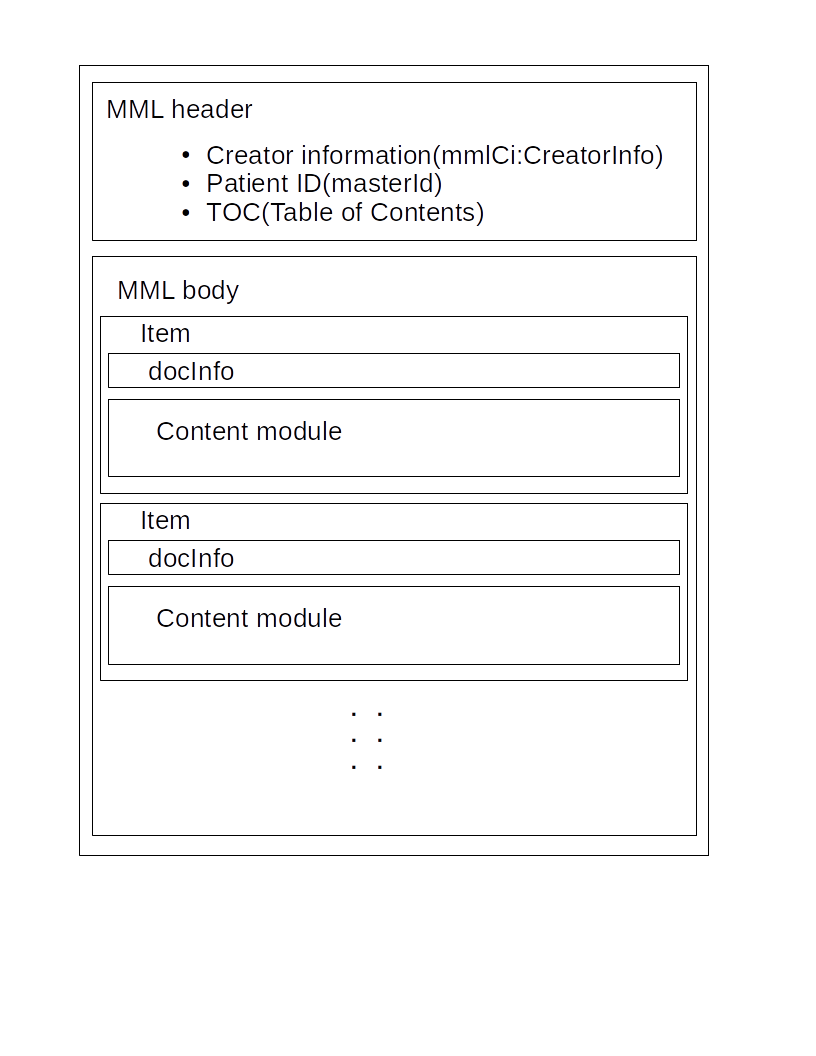 MML header
• Creator information(mmlCi:CreatorInfo)
• Patient ID(masterId)
• TOC(Table of Contents)
MML body
Item
docInfo
Content module
Item
docInfo
Content module
. .
. .
. .